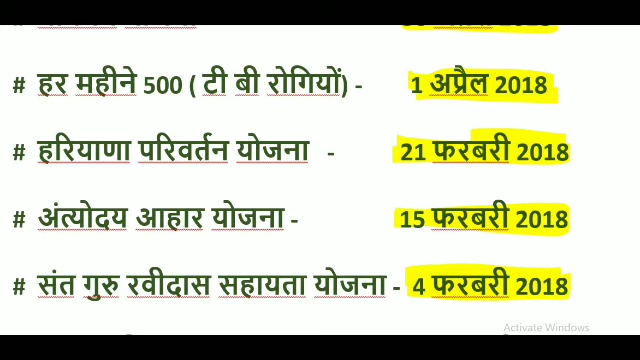 # हर महीने 500 ( टी बी रोगियों) - 1 अप्रैल 2018
# हरियाणा परिवर्तन योजना - 21 फरबरी 2018
# अंत्योदय आहार योजना - 15 फरबरी 2018
# संत गुरु रवीदास सहायता योजना - 4 फरबरी 2018
Activate Windows